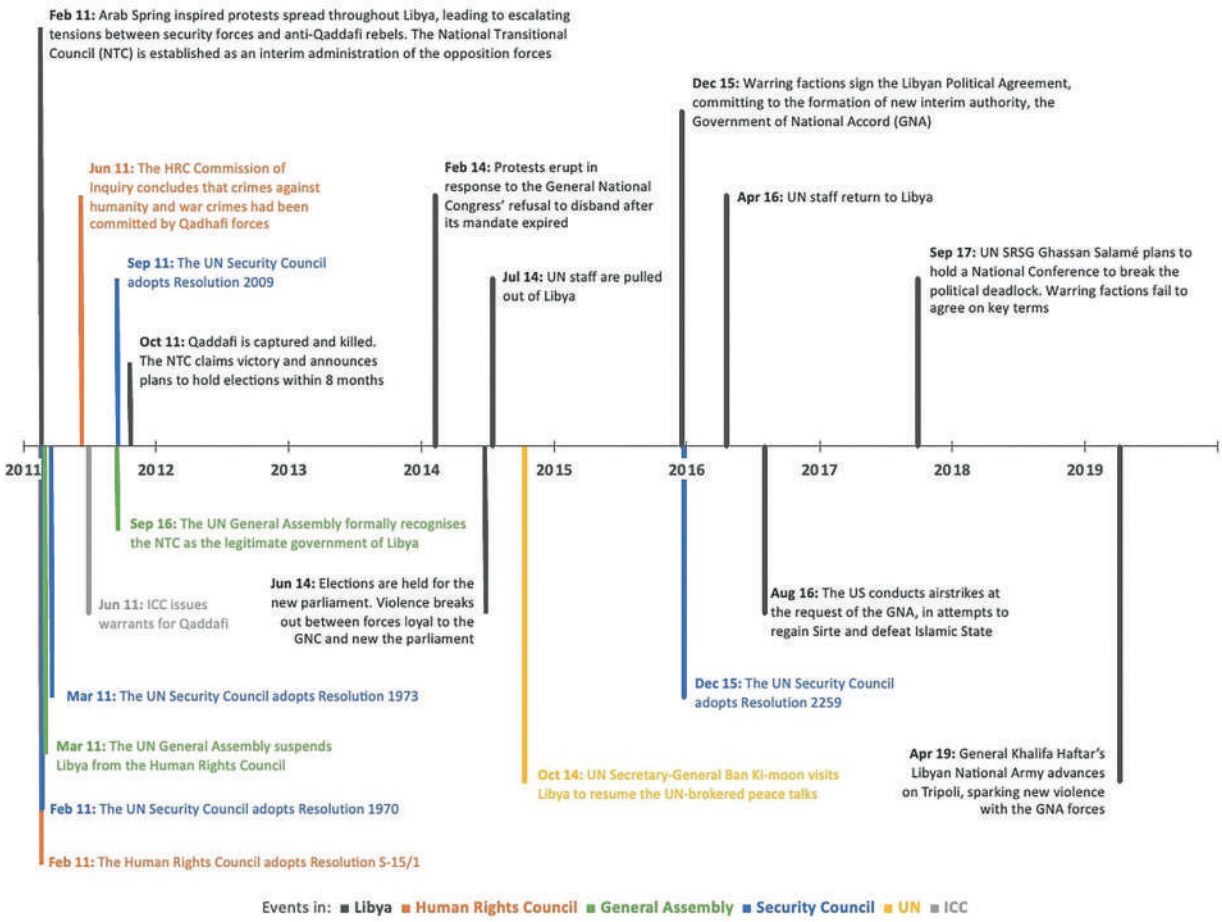 Feb 11: Arab Spring inspired protests spread throughout Libya, leading to escalating
tensions between security forces and anti-Qaddafi rebels. The National Transitional
Council (NTC) is established as an interim administration of the opposition forces
Dec 15: Warring factions sign the Libyan Political Agreement,
committing to the formation of new interim authority, the
Government of National Accord (GNA)
Jun 11: The HRC Commission of
Inquiry concludes that crimes against
humanity and war crimes had been
committed by Qadhafi forces
Feb 14: Protests erupt in
response to the General National
Congress' refusal to disband after
its mandate expired
Apr 16: UN staff return to Libya
Sep 11: The UN Security Council
adopts Resolution 2009
Jul 14: UN staff are pulled
out of Libya
Sep 17: UN SRSG Ghassan Salamé plans to
hold a National Conference to break the
political deadlock. Warring factions fail to
agree on key terms
Oct 11: Qaddafi is captured and killed.
The NTC claims victory and announces
plans to hold elections within 8 months
2011 2012 2013 2014 2015 2016 2017 2018 2019
Sep 16: The UN General Assembly formally recognises
the NTC as the legitimate government of Libya
Jun 11: ICC issues
warrants for Qaddafi
Jun 14: Elections are held for the
new parliament. Violence breaks
out between forces loyal to the
GNC and new the parliament
Aug 16: The US conducts airstrikes
at the request of the GNA, in attempts to
regain Sirte and defeat Islamic State
Mar 11: The UN Security Council adopts Resolution 1973
Dec 15: The UN Security Council
adopts Resolution 2259
Mar 11: The UN General Assembly suspends
Libya from the Human Rights Council
Oct 14: UN Secretary-General Ban Ki-moon visits
Libya to resume the UN-brokered peace talks
Apr 19: General Khalifa Haftar's
Libyan National Army advances
on Tripoli, sparking new violence
with the GNA forces
Feb 11: The UN Security Council adopts Resolution 1970
Feb 11: The Human Rights Council adopts Resolution S-15/1
Events in: Libya Human Rights Council General Assembly Security Council UN ICC